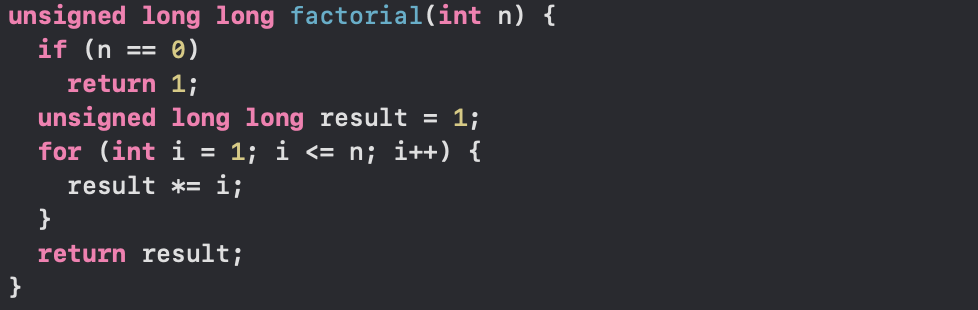 unsigned long long factorial(int n) {
  if (n == 0)
    return 1;
  unsigned long long result = 1;
  for (int i = 1; i <= n; i++) {
    result *= i;
  }
  return result;
}